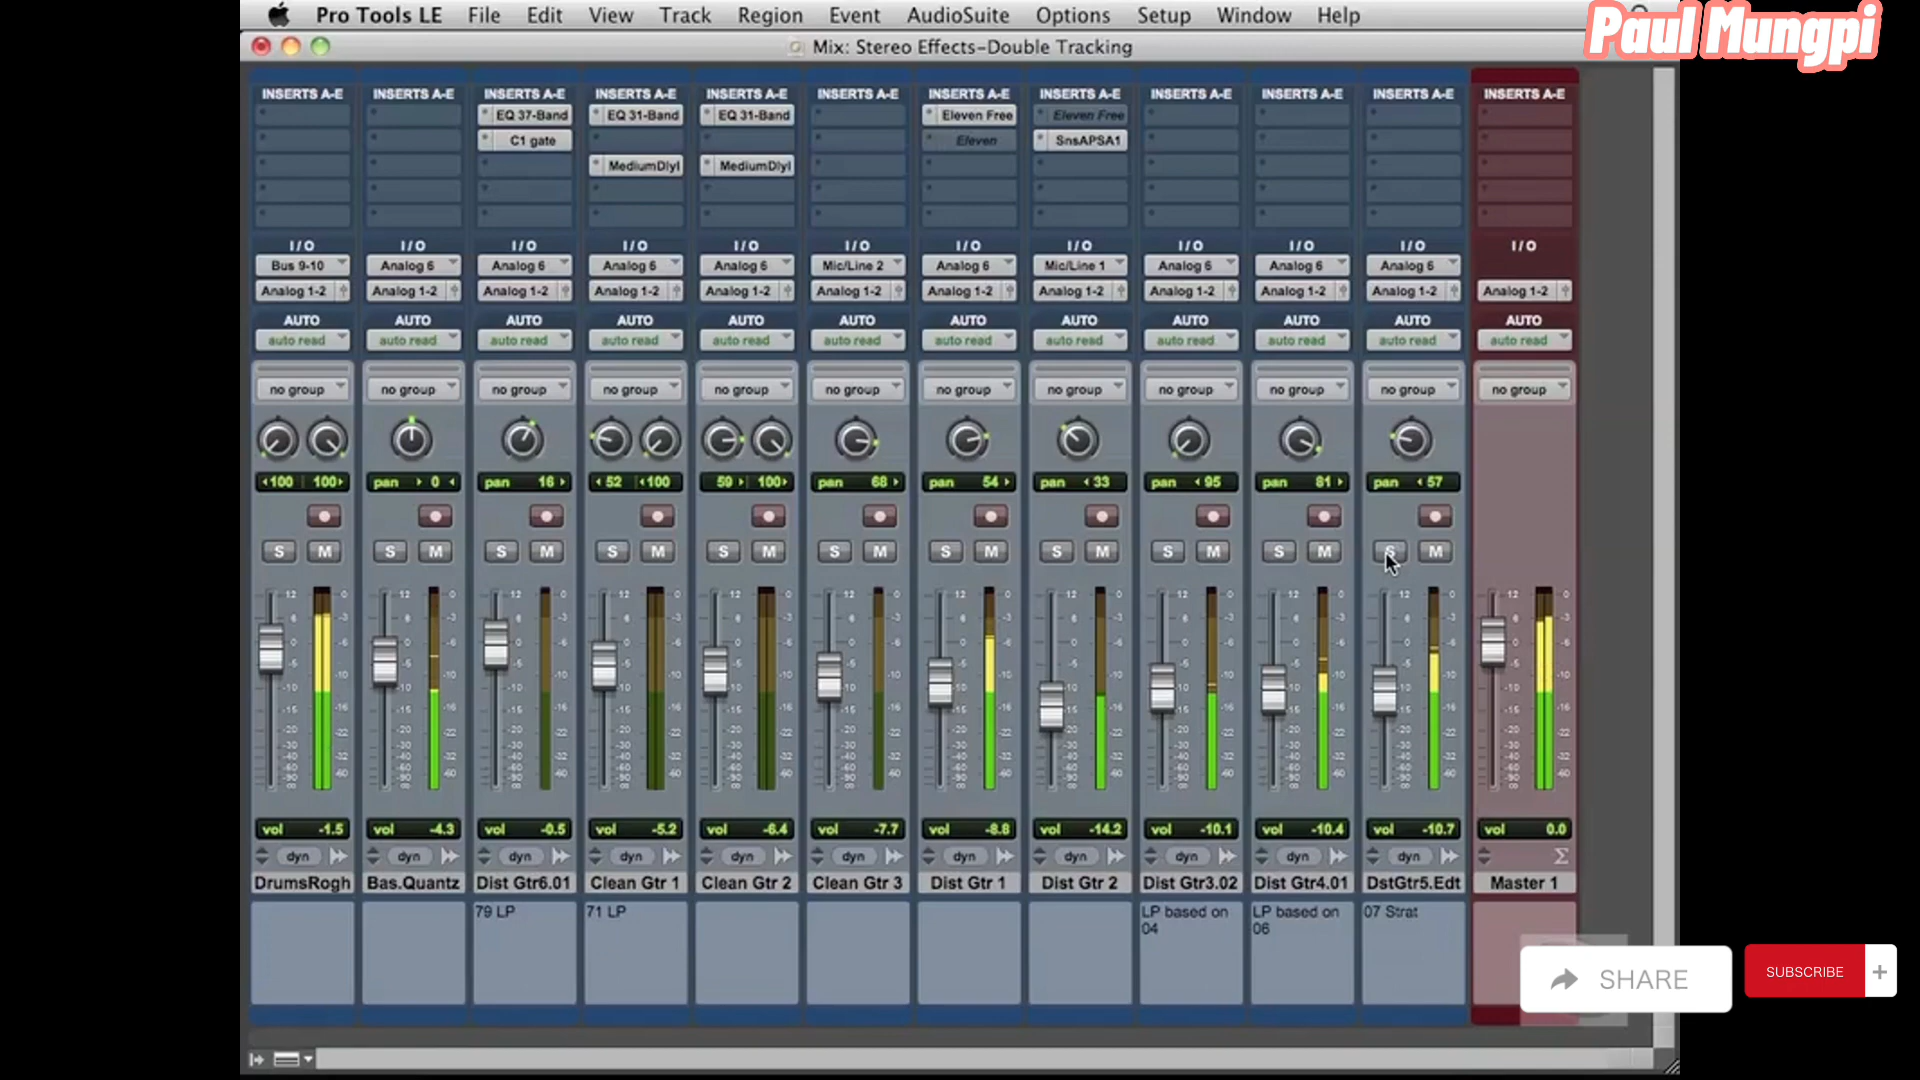 Pro Tools LE File Edit View Track Region Event AudioSuite Options Setup Window Help
Paul Mungpi
Mix: Stereo Effects-Double Tracking
INSERTS A-E INSERTS A-E INSERTS A-E INSERTS A-E INSERTS A-E INSERTS A-E INSERTS A-E INSERTS A-E INSERTS A-E INSERTS A-E INSERTS A-E INSERTS A-E
EQ 37-Band EQ 31-Band EQ 31-Band Eleven Free Eleven Free
C1 gate Eleven SnsAPSA1
MediumDlyI MediumDlyI
I/O I/O I/O I/O I/O I/O I/O I/O I/O I/O I/O I/O
Bus 9-10 Analog 6 Analog 6 Analog 6 Analog 6 Mic/Line 2 Analog 6 Mic/Line 1 Analog 6 Analog 6 Analog 6
Analog 1-2 Analog 1-2 Analog 1-2 Analog 1-2 Analog 1-2 Analog 1-2 Analog 1-2 Analog 1-2 Analog 1-2 Analog 1-2 Analog 1-2 Analog 1-2
AUTO AUTO AUTO AUTO AUTO AUTO AUTO AUTO AUTO AUTO AUTO AUTO
auto read auto read auto read auto read auto read auto read auto read auto read auto read auto read auto read auto read
no group no group no group no group no group no group no group no group no group no group no group no group
100 100 pan 0 pan 16 52 100 59 100 pan 68 pan 54 pan 33 pan 95 pan 81 pan 57
S M S M S M S M S M S M S M S M S M S M S M
vol -1.5 vol -4.3 vol -0.5 vol -5.2 vol -6.4 vol -7.7 vol -8.8 vol -14.2 vol -10.1 vol -10.4 vol -10.7 vol 0.0
dyn dyn dyn dyn dyn dyn dyn dyn dyn dyn dyn Σ
DrumsRogh Bas.Quantz Dist Gtr6.01 Clean Gtr 1 Clean Gtr 2 Clean Gtr 3 Dist Gtr 1 Dist Gtr 2 Dist Gtr3.02 Dist Gtr4.01 DstGtr5.Edt Master 1
79 LP 71 LP LP based on LP based on 07 Strat
04 06
SHARE SUBSCRIBE +